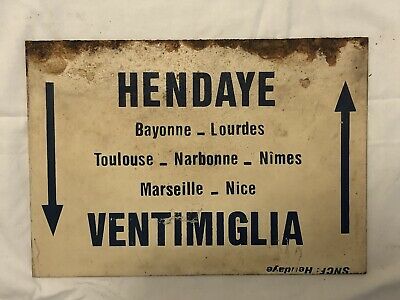 HENDAYE
Bayonne - Lourdes
Toulouse - Narbonne - Nîmes
Marseille - Nice
VENTIMIGLIA
SNCF: Hendaye